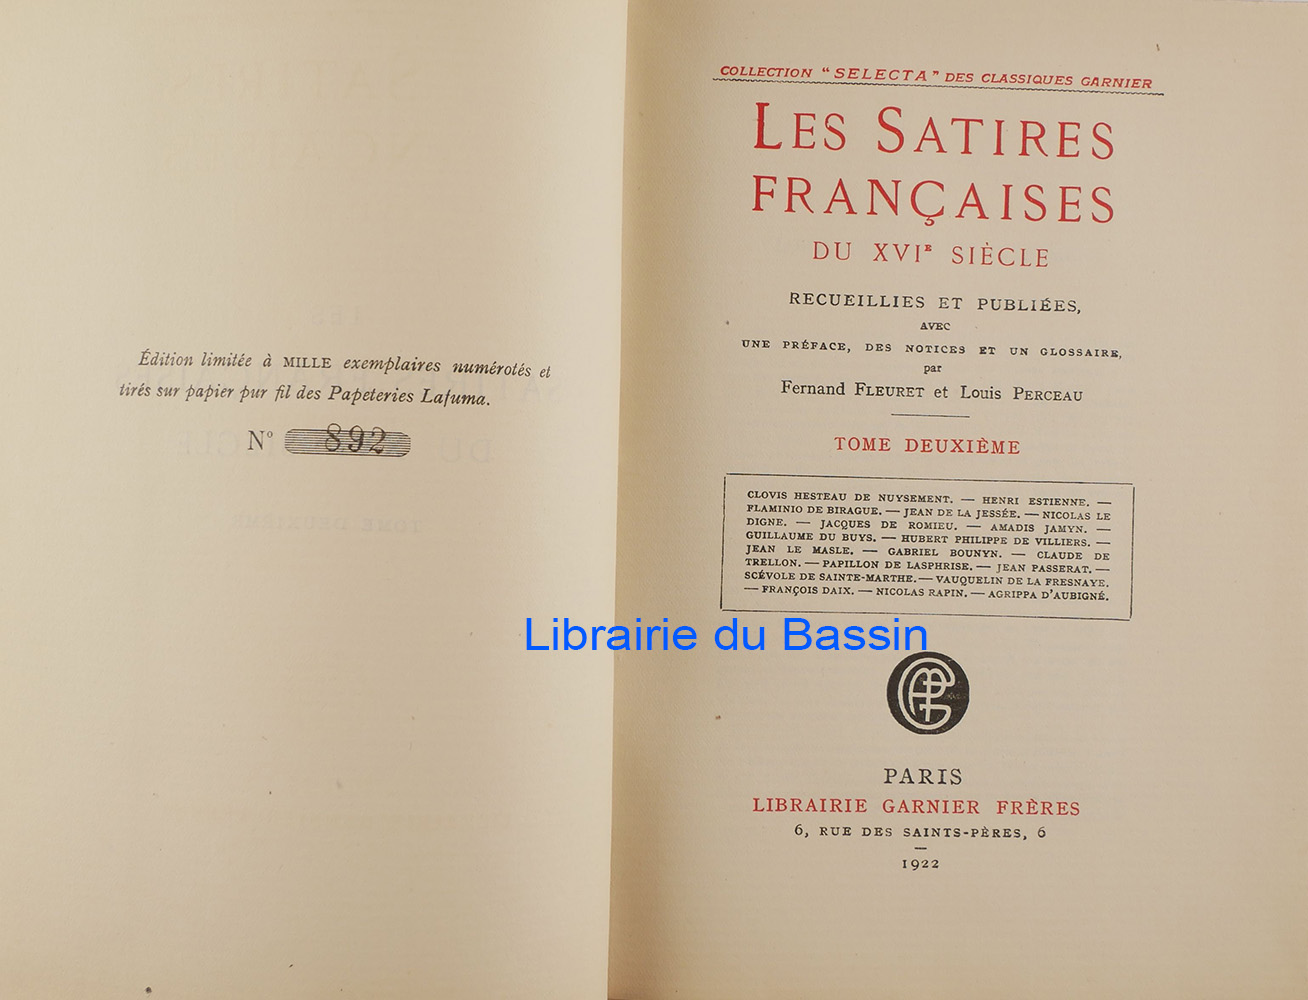 Édition limitée à MILLE exemplaires numérotés et
tirés sur papier pur fil des Papeteries Lafuma.
N° 892
COLLECTION "SELECTA" DES CLASSIQUES GARNIER
LES SATIRES
FRANÇAISES
DU XVIE SIÈCLE
RECUEILLIES ET PUBLIÉES,
AVEC
UNE PRÉFACE, DES NOTICES ET UN GLOSSAIRE,
par
Fernand FLEURET et Louis PERCEAU
TOME DEUXIÈME
CLOVIS HESTEAU DE NUYSEMENT. — HENRI ESTIENNE. —
FLAMINIO DE BIRAGUE. — JEAN DE LA JESSÉE. — NICOLAS LE
DIGNE. — JACQUES DE ROMIEU. — AMADIS JAMYN. —
GUILLAUME DU BUYS. — HUBERT PHILIPPE DE VILLIERS. —
JEAN LE MASLE. — GABRIEL BOUNYN. — CLAUDE DE
TRELLON. — PAPILLON DE LASPHRISE. — JEAN PASSERAT. —
SCÉVOLE DE SAINTE-MARTHE. — VAUQUELIN DE LA FRESNAYE.
— FRANÇOIS DAIX. — NICOLAS RAPIN. — AGRIPPA D'AUBIGNÉ.
Librairie du Bassin
PARIS
LIBRAIRIE GARNIER FRÈRES
6, RUE DES SAINTS-PÈRES, 6
1922